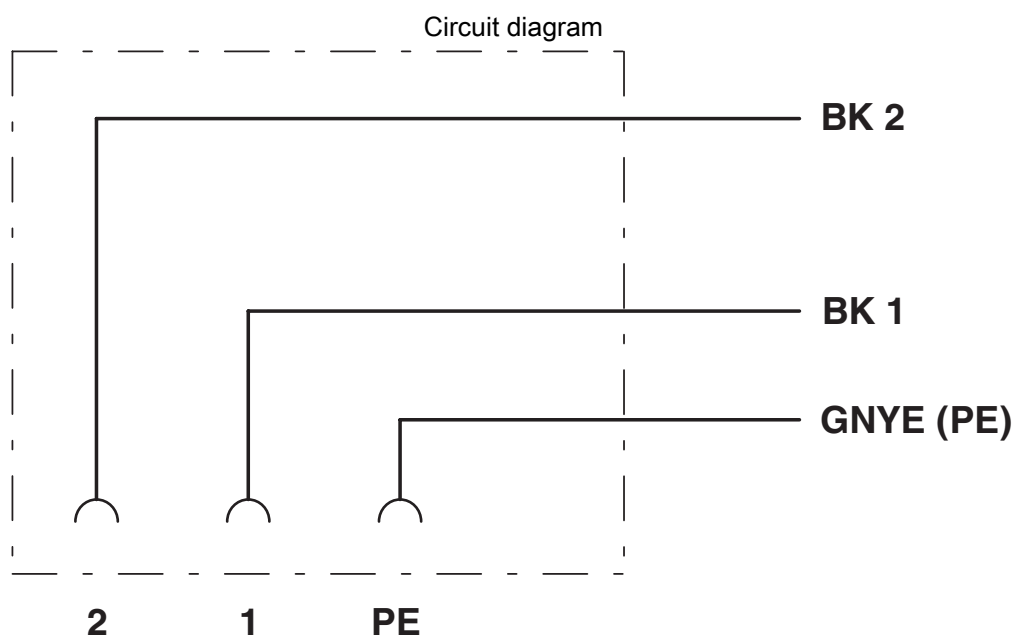 Circuit diagram
BK 2
BK 1
GNYE (PE)
2 1 PE